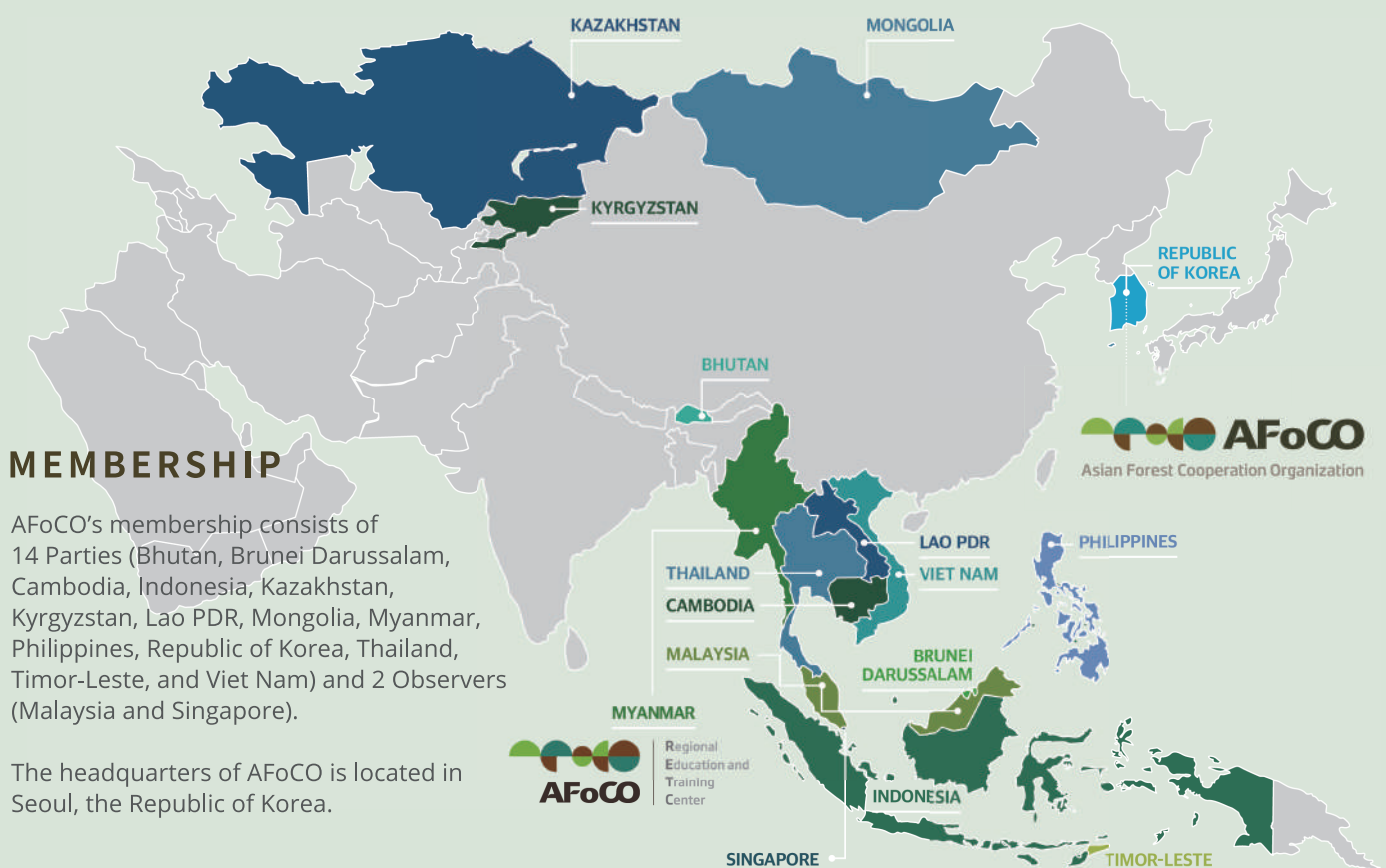 KAZAKHSTAN
MONGOLIA
KYRGYZSTAN
REPUBLIC
OF KOREA
BHUTAN
AFoCO
Asian Forest Cooperation Organization
MEMBERSHIP
AFoCO’s membership consists of
14 Parties (Bhutan, Brunei Darussalam,
Cambodia, Indonesia, Kazakhstan,
Kyrgyzstan, Lao PDR, Mongolia, Myanmar,
Philippines, Republic of Korea, Thailand,
Timor-Leste, and Viet Nam) and 2 Observers
(Malaysia and Singapore).
The headquarters of AFoCO is located in
Seoul, the Republic of Korea.
LAO PDR
PHILIPPINES
THAILAND
VIET NAM
CAMBODIA
MALAYSIA
BRUNEI
DARUSSALAM
MYANMAR
AFoCO
Regional
Education and
Training
Center
INDONESIA
SINGAPORE
TIMOR-LESTE